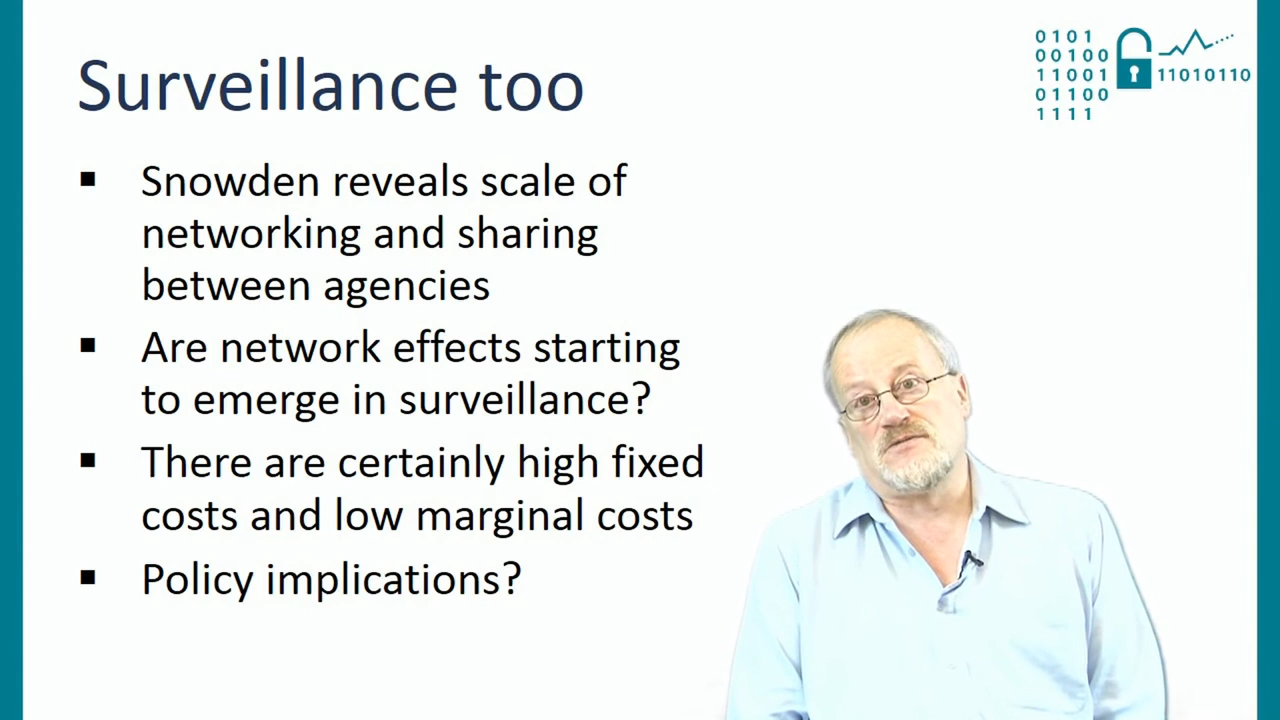 Surveillance too
0101
00100
11001
01100
1111
11010110
▪ Snowden reveals scale of
networking and sharing
between agencies
▪ Are network effects starting
to emerge in surveillance?
▪ There are certainly high fixed
costs and low marginal costs
▪ Policy implications?